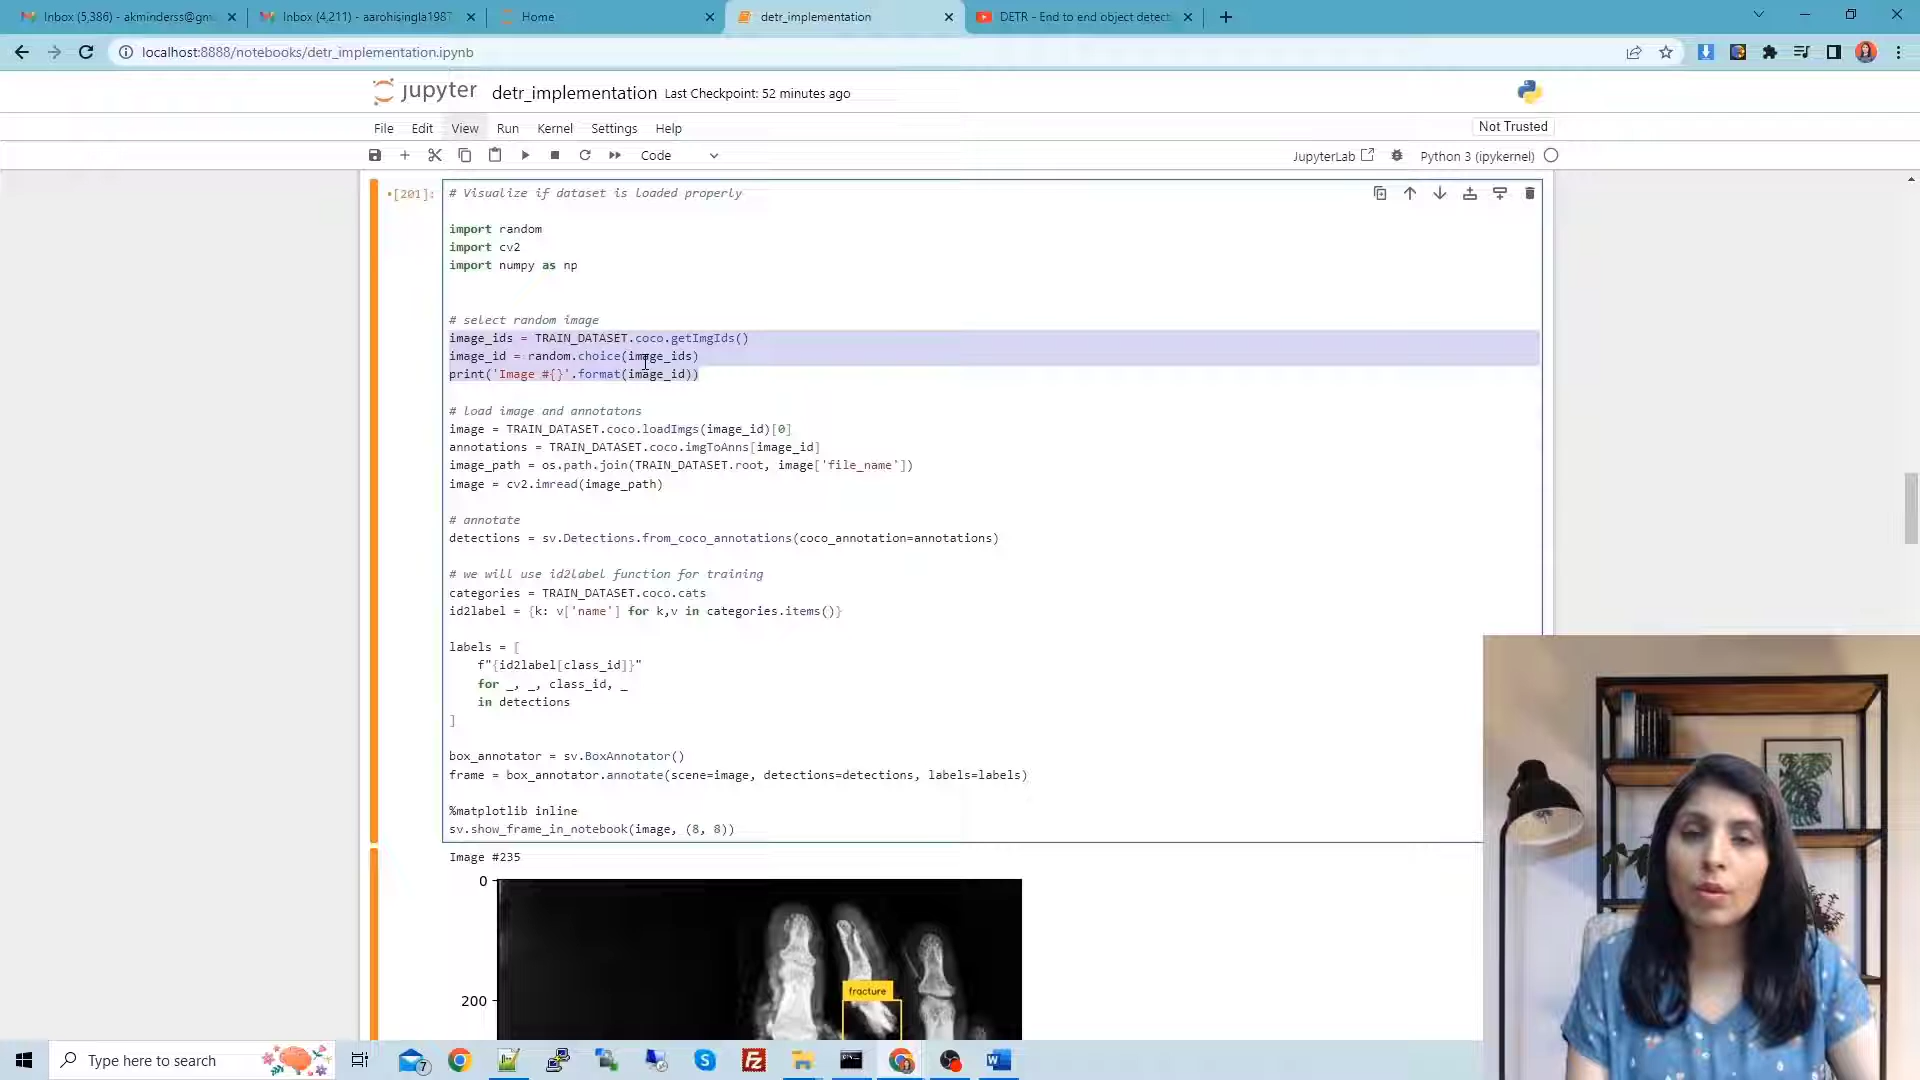 Inbox (5,386) - akminderss@gm
Inbox (4,211) - aarohisingla1987
Home
detr_implementation
DETR - End to end object detect
localhost:8888/notebooks/detr_implementation.ipynb
jupyter detr_implementation Last Checkpoint: 52 minutes ago
File Edit View Run Kernel Settings Help
Not Trusted
Code
JupyterLab
Python 3 (ipykernel)
[201]:
# Visualize if dataset is loaded properly
import random
import cv2
import numpy as np
# select random image
image_ids = TRAIN_DATASET.coco.getImgIds()
image_id = random.choice(image_ids)
print('Image #{}'.format(image_id))
# load image and annotatons
image = TRAIN_DATASET.coco.loadImgs(image_id)[0]
annotations = TRAIN_DATASET.coco.imgToAnns[image_id]
image_path = os.path.join(TRAIN_DATASET.root, image['file_name'])
image = cv2.imread(image_path)
# annotate
detections = sv.Detections.from_coco_annotations(coco_annotation=annotations)
# we will use id2label function for training
categories = TRAIN_DATASET.coco.cats
id2label = {k: v['name'] for k,v in categories.items()}
labels = [
f"{id2label[class_id]}"
for _, _, class_id, _
in detections
]
box_annotator = sv.BoxAnnotator()
frame = box_annotator.annotate(scene=image, detections=detections, labels=labels)
%matplotlib inline
sv.show_frame_in_notebook(image, (8, 8))
Image #235
0
fracture
200
Type here to search
7